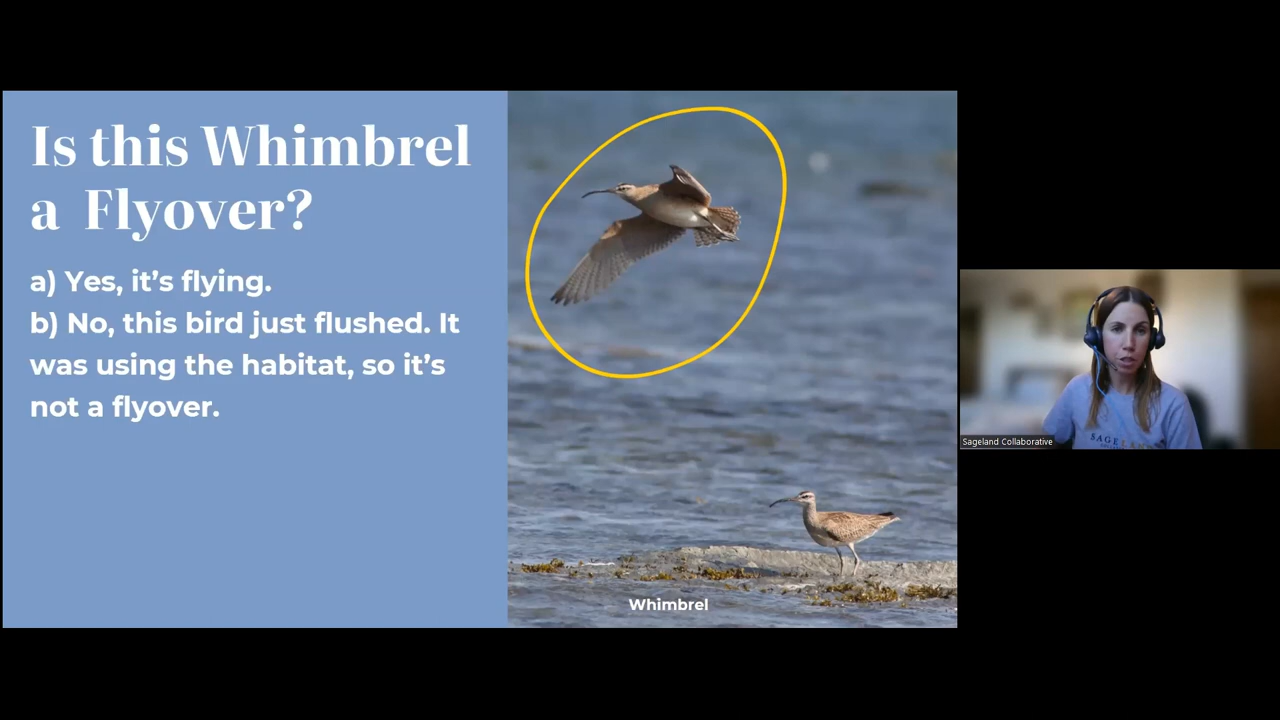 Is this Whimbrel
a Flyover?
a) Yes, it's flying.
b) No, this bird just flushed. It
was using the habitat, so it's
not a flyover.
Whimbrel
Sageland Collaborative
SAGELAND